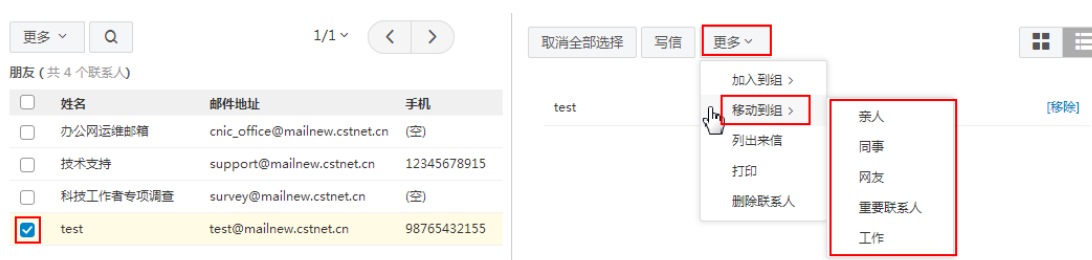 更多
1/1
朋友 (共 4 个联系人)
姓名 邮件地址 手机
办公网运维邮箱 cnic_office@mailnew.cstnet.cn (空)
技术支持 support@mailnew.cstnet.cn 12345678915
科技工作者专项调查 survey@mailnew.cstnet.cn (空)
test test@mailnew.cstnet.cn 98765432155
取消全部选择 写信 更多
test [移除]
加入到组 >
移动到组 >
列出来信
打印
删除联系人
亲人
同事
网友
重要联系人
工作